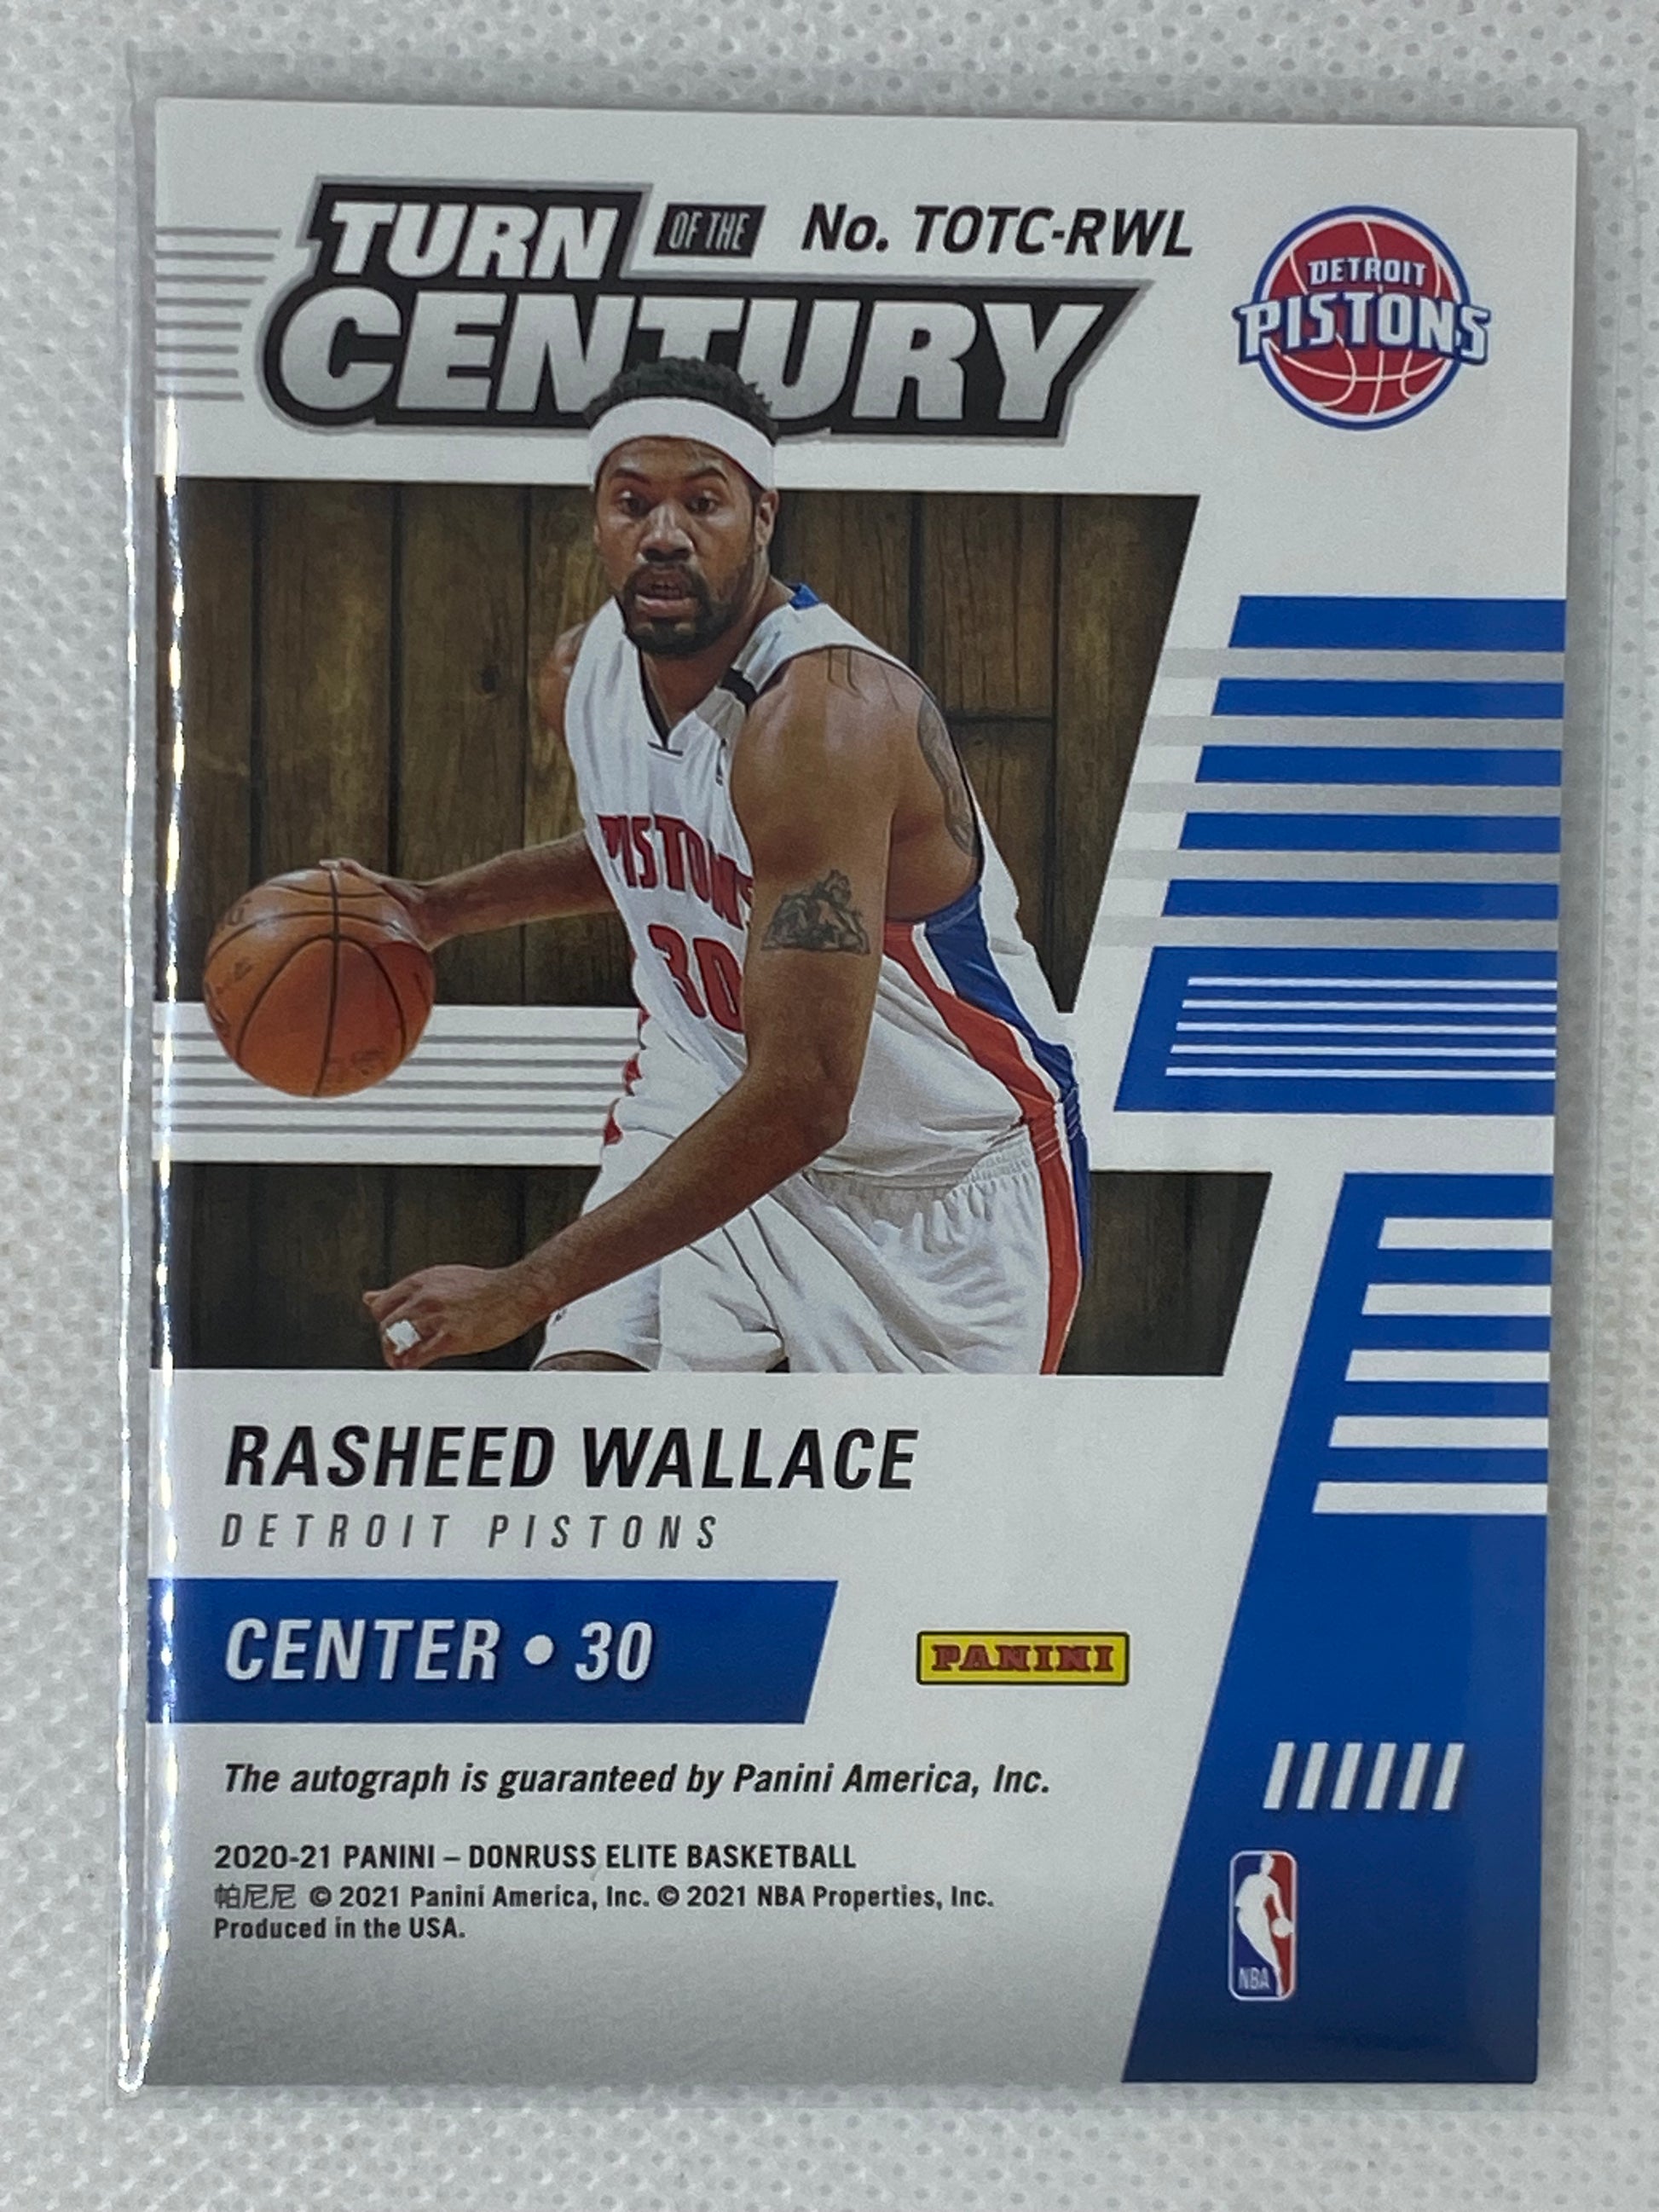 TURN OF THE No. TOTC-RWL
CENTURY
DETROIT
PISTONS
PISTONS
30
RASHEED WALLACE
DETROIT PISTONS
CENTER • 30
PANINI
The autograph is guaranteed by Panini America, Inc.
2020-21 PANINI – DONRUSS ELITE BASKETBALL
帕尼尼 © 2021 Panini America, Inc. © 2021 NBA Properties, Inc.
Produced in the USA.
NBA